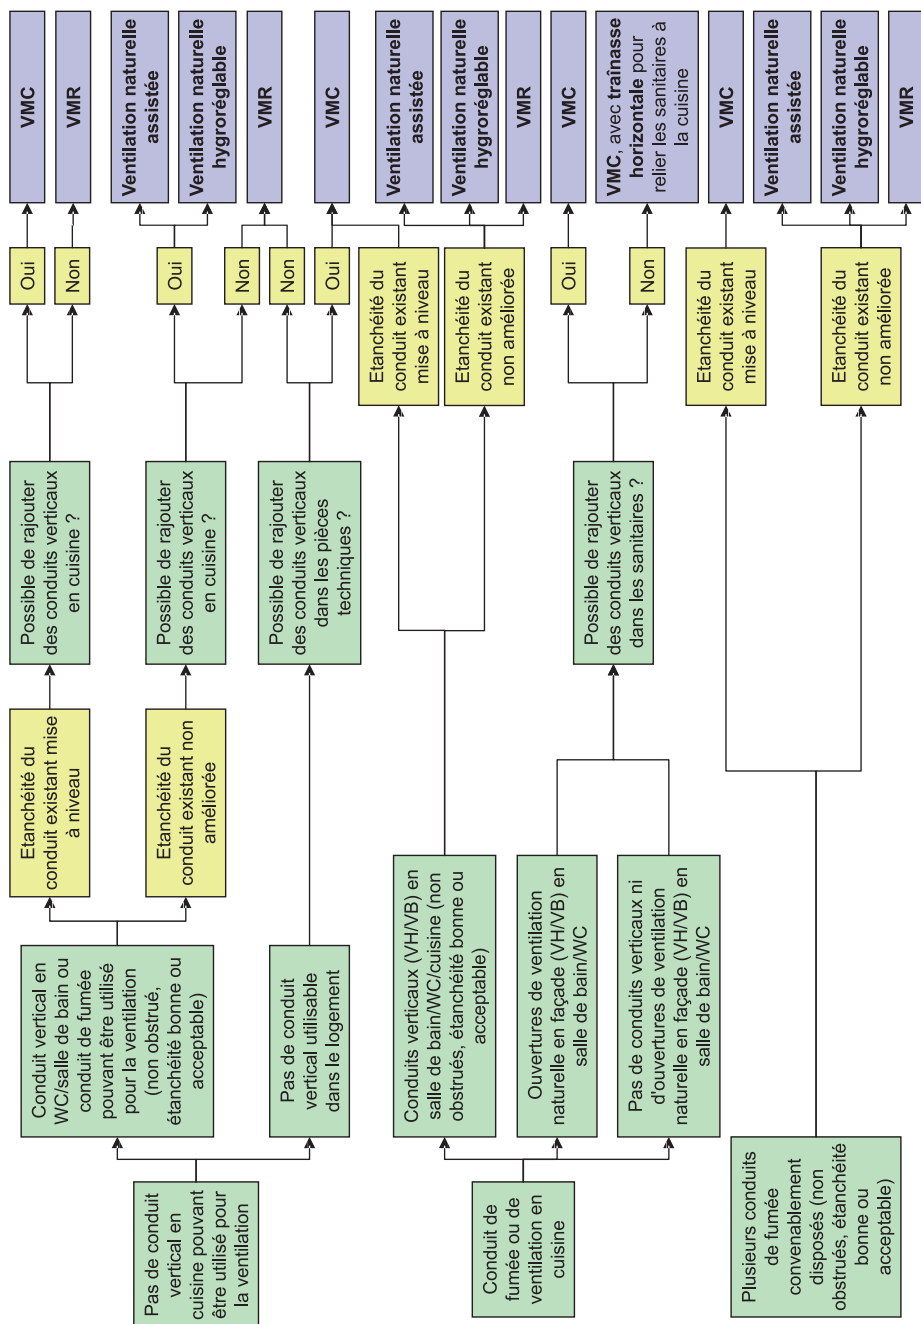 Pas de conduit
vertical en
cuisine pouvant
être utilisé pour
la ventilation
Conduit vertical en
WC/salle de bain ou
conduit de fumée
pouvant être utilisé
pour la ventilation
(non obstrué,
étanchéité bonne ou
acceptable)
Etanchéité du
conduit existant mise
à niveau
Possible de rajouter
des conduits verticaux
en cuisine ?
Oui
VMC
Non
VMR
Etanchéité du
conduit existant non
améliorée
Possible de rajouter
des conduits verticaux
en cuisine ?
Oui
Ventilation naturelle
assistée
Ventilation naturelle
hygroréglable
Non
VMR
Pas de conduit
vertical utilisable
dans le logement
Possible de rajouter
des conduits verticaux
dans les pièces
techniques ?
Non
Oui
VMC
Conduit de
fumée ou de
ventilation en
cuisine
Conduits verticaux (VH/VB) en
salle de bain/WC/cuisine (non
obstrués, étanchéité bonne ou
acceptable)
Etanchéité du
conduit existant
mise à niveau
Etanchéité du
conduit existant
non améliorée
Ventilation naturelle
assistée
Ventilation naturelle
hygroréglable
VMR
Ouvertures de ventilation
naturelle en façade (VH/VB) en
salle de bain/WC
Pas de conduits verticaux ni
d'ouvertures de ventilation
naturelle en façade (VH/VB) en
salle de bain/WC
Possible de rajouter
des conduits verticaux
dans les sanitaires ?
Oui
VMC
Non
VMC, avec trainasse
horizontale pour
relier les sanitaires à
la cuisine
Plusieurs conduits
de fumée
convenablement
disposés (non
obstrués, étanchéité
bonne ou
acceptable)
Etanchéité du
conduit existant
mise à niveau
VMC
Etanchéité du
conduit existant
non améliorée
Ventilation naturelle
assistée
Ventilation naturelle
hygroréglable
VMR